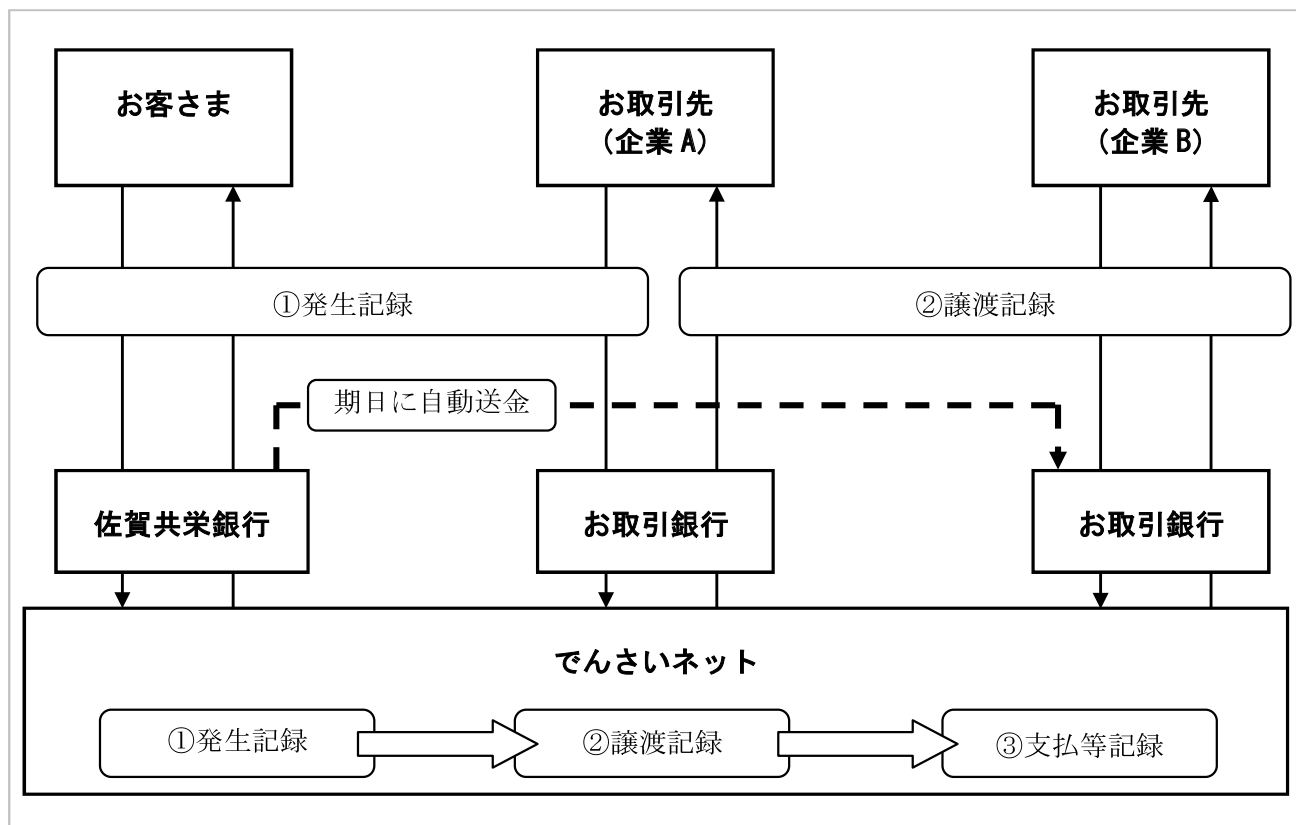 お客さま
お取引先
（企業 A）
お取引先
（企業 B）
①発生記録
②譲渡記録
期日に自動送金
佐賀共栄銀行
お取引銀行
お取引銀行
でんさいネット
①発生記録
②譲渡記録
③支払等記録